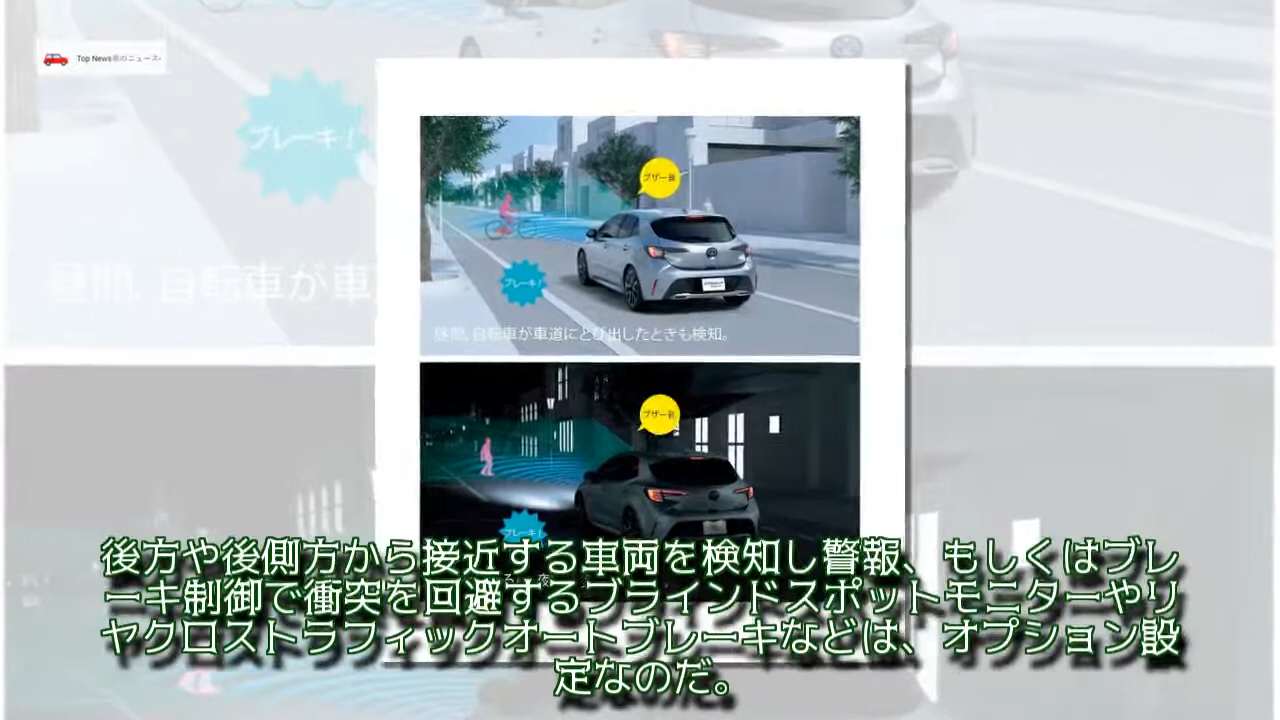 Top News県のニュース
ブレーキ！
ブザー音
ブレーキ！
昼間、自転車が車道にとび出したときも検知。
昼間、自転車が車
ブザー音
ブレーキ！
後方や後側方から接近する車両を検知し警報、もしくはブレ
ーキ制御で衝突を回避するブラインドスポットモニターやリ
ヤクロストラフィックオートブレーキなどは、オプション設
定なのだ。